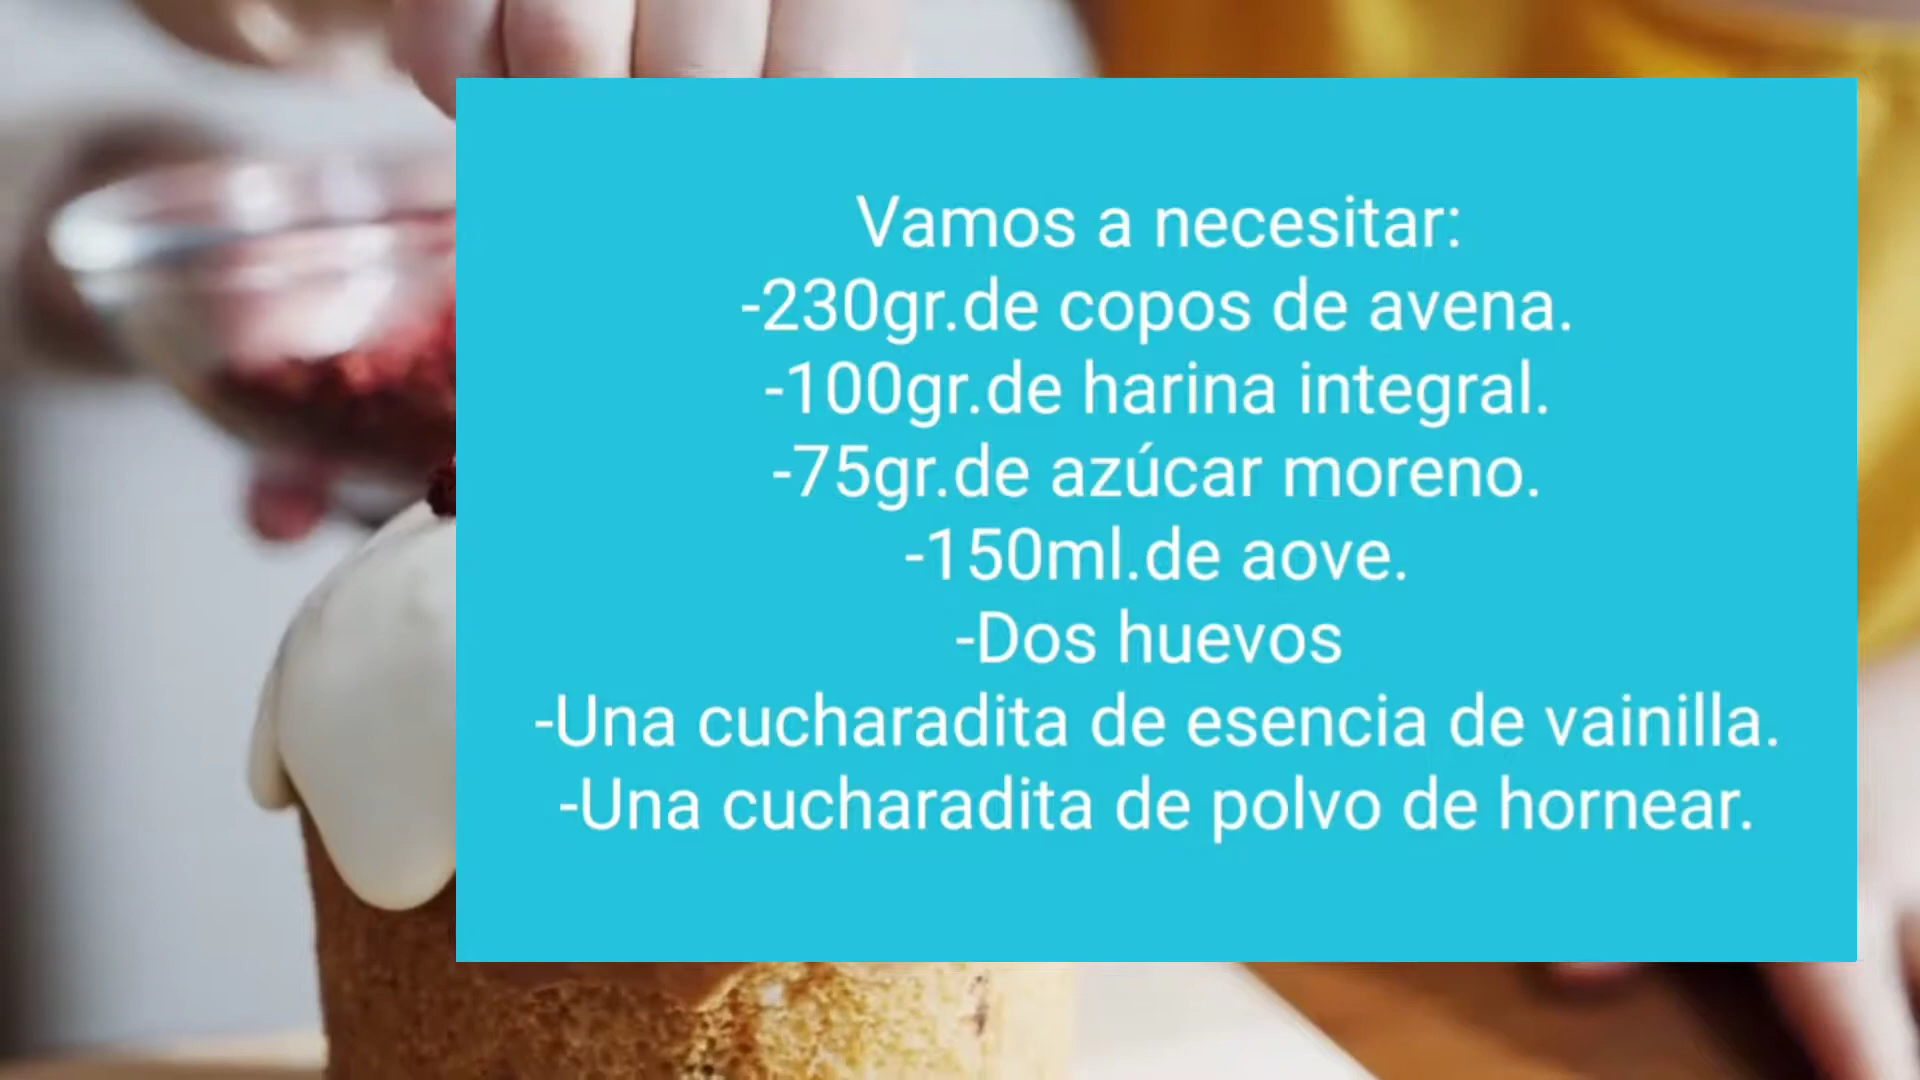 Vamos a necesitar:
-230gr.de copos de avena.
-100gr.de harina integral.
-75gr.de azúcar moreno.
-150ml.de aove.
-Dos huevos
-Una cucharadita de esencia de vainilla.
-Una cucharadita de polvo de hornear.